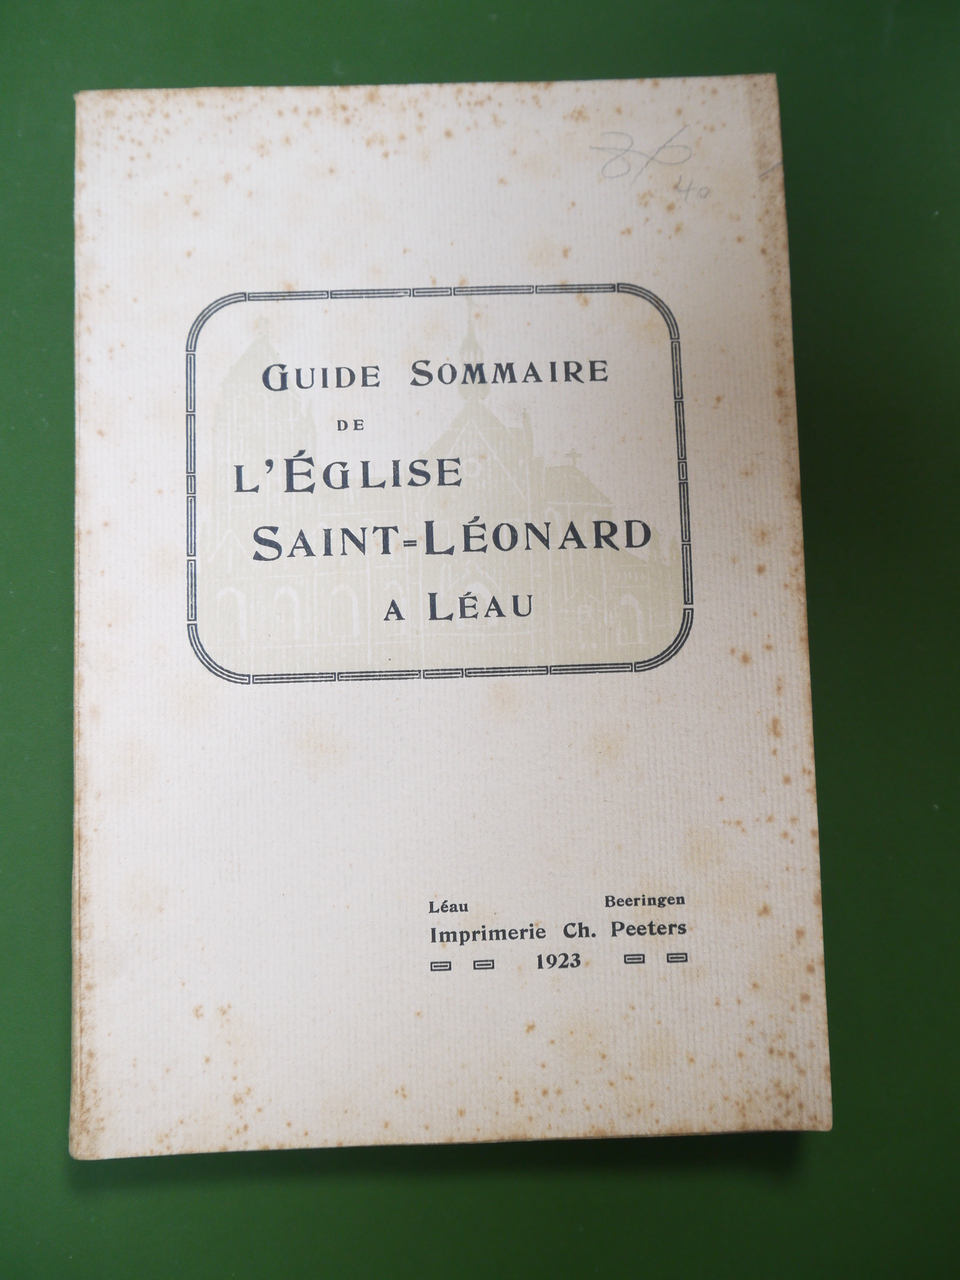 GUIDE SOMMAIRE
DE
L'ÉGLISE
SAINT-LÉONARD
A LÉAU
Léau Beeringen
Imprimerie Ch. Peeters
1923